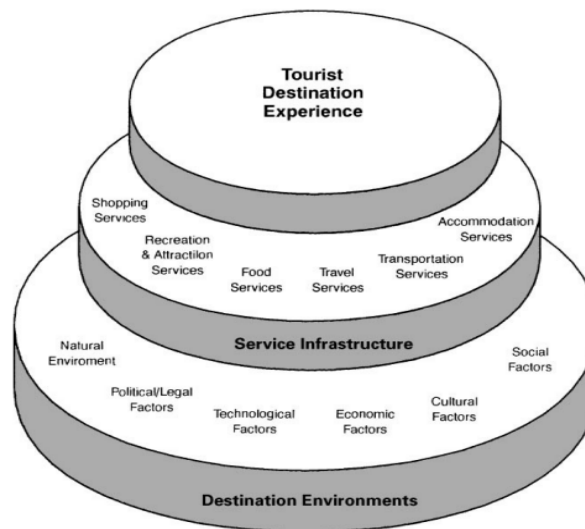 Tourist
Destination
Experience
Shopping
Services
Recreation
& Attractilon
Services
Food
Services
Travel
Services
Transportation
Services
Accommodation
Services
Service Infrastructure
Natural
Enviroment
Political/Legal
Factors
Technological
Factors
Economic
Factors
Cultural
Factors
Social
Factors
Destination Environments